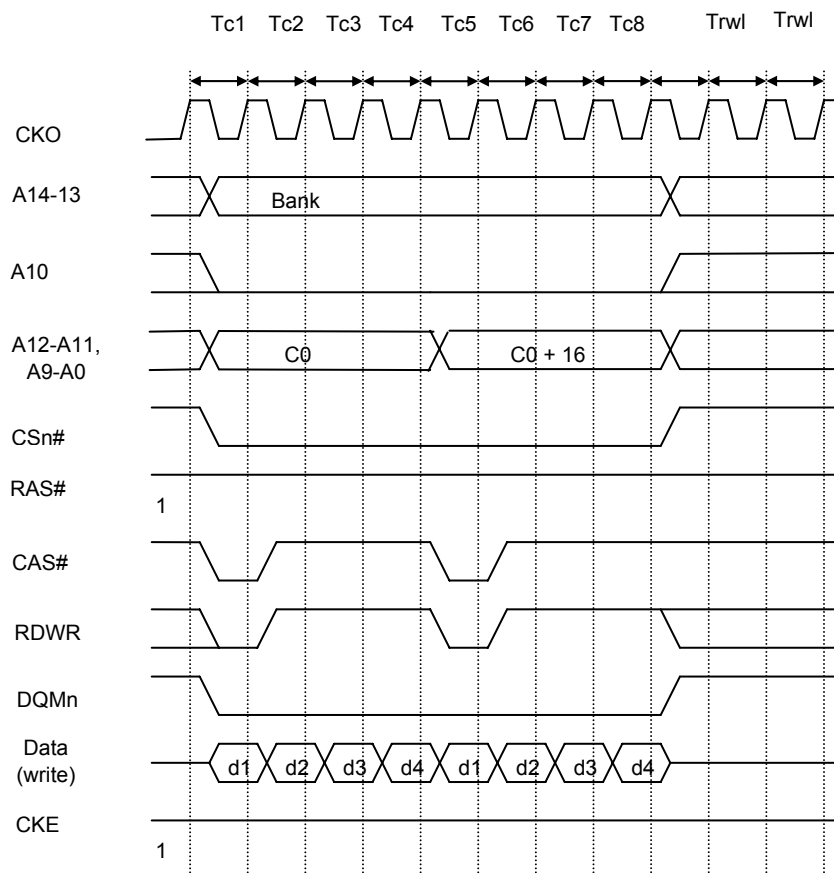 Tc1 Tc2 Tc3 Tc4 Tc5 Tc6 Tc7 Tc8 Trwl Trwl
CKO
A14-13
Bank
A10
A12-A11,
A9-A0
C0 C0 + 16
CSn#
RAS#
1
CAS#
RDWR
DQMn
Data
(write)
d1 d2 d3 d4 d1 d2 d3 d4
CKE
1